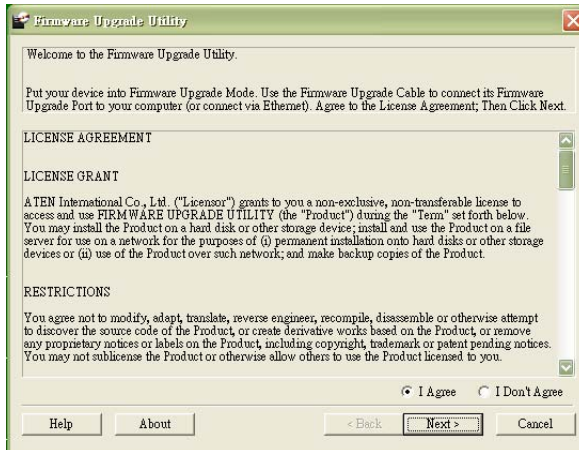 Firmware Upgrade Utility
Welcome to the Firmware Upgrade Utility.
Put your device into Firmware Upgrade Mode. Use the Firmware Upgrade Cable to connect its Firmware
Upgrade Port to your computer (or connect via Ethernet). Agree to the License Agreement; Then Click Next.
LICENSE AGREEMENT
LICENSE GRANT
ATEN International Co., Ltd. ("Licensor") grants to you a non-exclusive, non-transferable license to
access and use FIRMWARE UPGRADE UTILITY (the "Product") during the "Term" set forth below.
You may install the Product on a hard disk or other storage device; install and use the Product on a file
server for use on a network for the purposes of (i) permanent installation onto hard disks or other storage
devices or (ii) use of the Product over such network; and make backup copies of the Product.
RESTRICTIONS
You agree not to modify, adapt, translate, reverse engineer, recompile, disassemble or otherwise attempt
to discover the source code of the Product, or create derivative works based on the Product, or remove
any proprietary notices or labels on the Product, including copyright, trademark or patent pending notices.
You may not sublicense the Product or otherwise allow others to use the Product licensed to you.
I Agree I Don't Agree
Help About < Back Next > Cancel